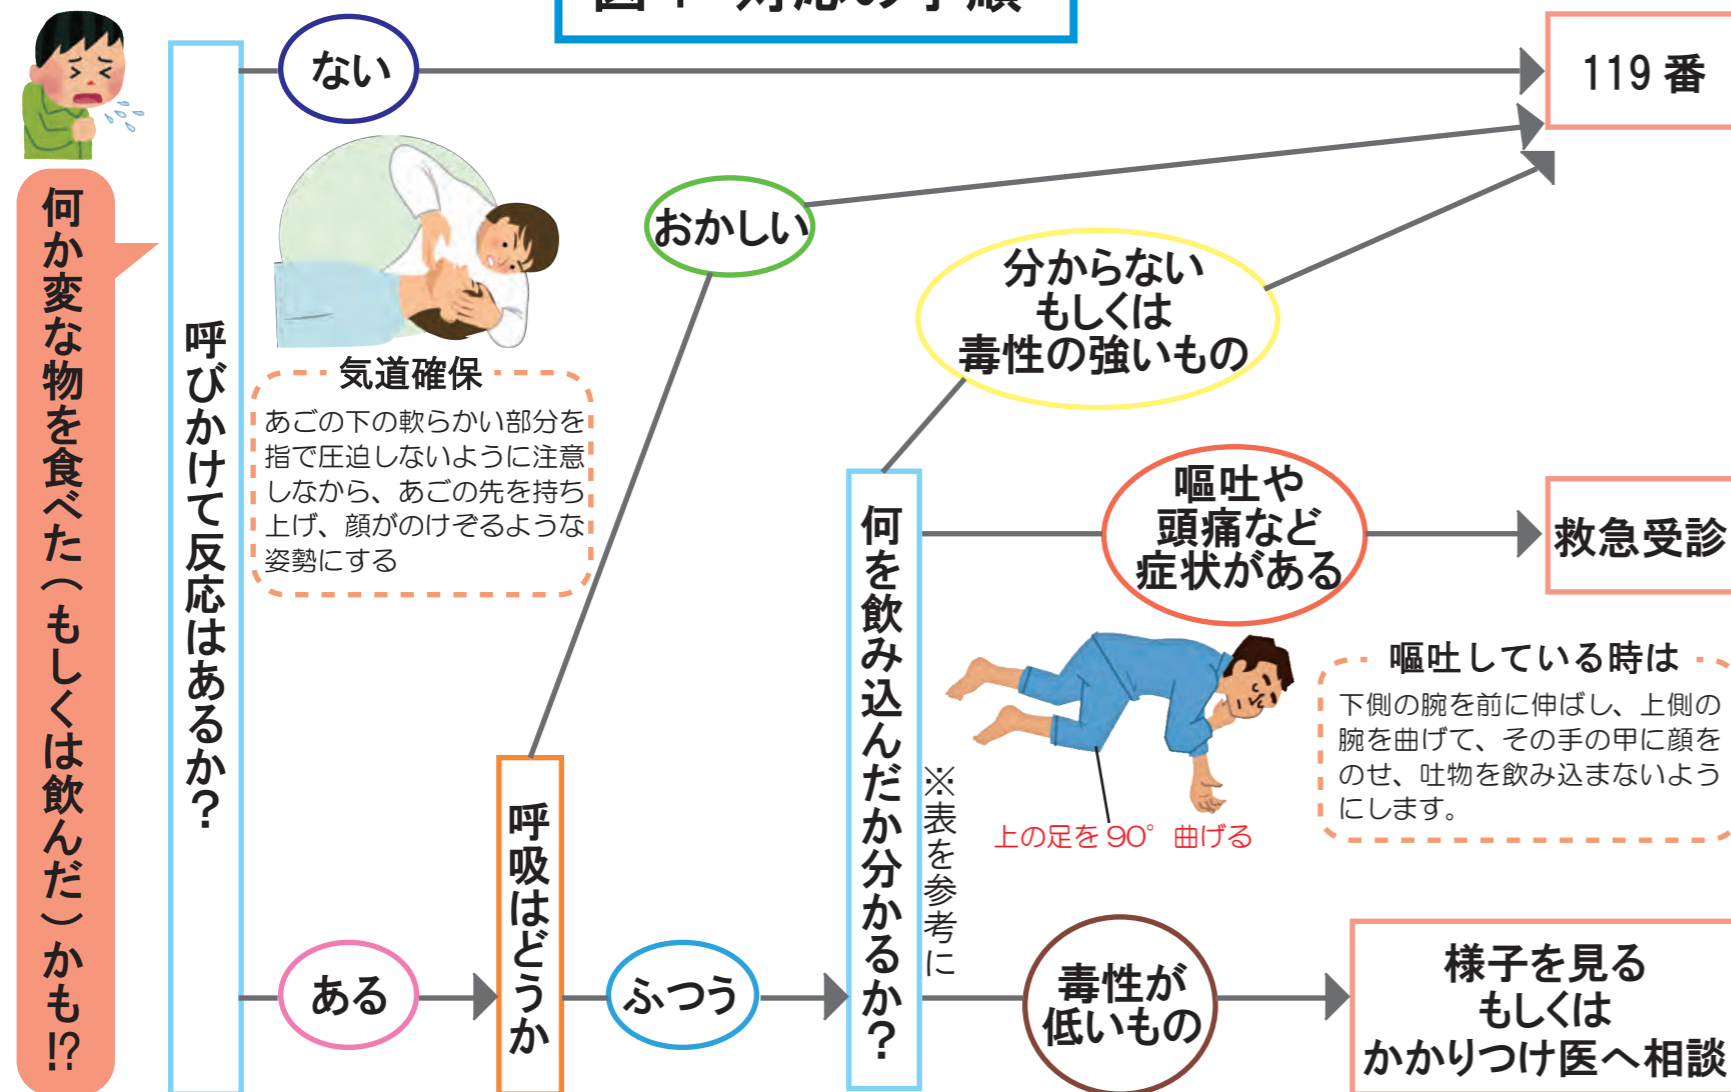 図1 対応の手順
何か変な物を食べた（もしくは飲んだ）かも!?
呼びかけて反応はあるか？
ない
119番
気道確保
あごの下の軟らかい部分を
指で圧迫しないように注意
しなから、あごの先を持ち
上げ、顔がのけぞるような
姿勢にする
おかしい
分からない
もしくは
毒性の強いもの
ある
呼吸はどうか
ふつう
何を飲み込んだか分かるか？
※表を参考に
嘔吐や
頭痛など
症状がある
救急受診
嘔吐している時は
下側の腕を前に伸ばし、上側の
腕を曲げて、その手の甲に顔を
のせ、吐物を飲み込まないよう
にします。
上の足を90°曲げる
毒性が
低いもの
様子を見る
もしくは
かかりつけ医へ相談